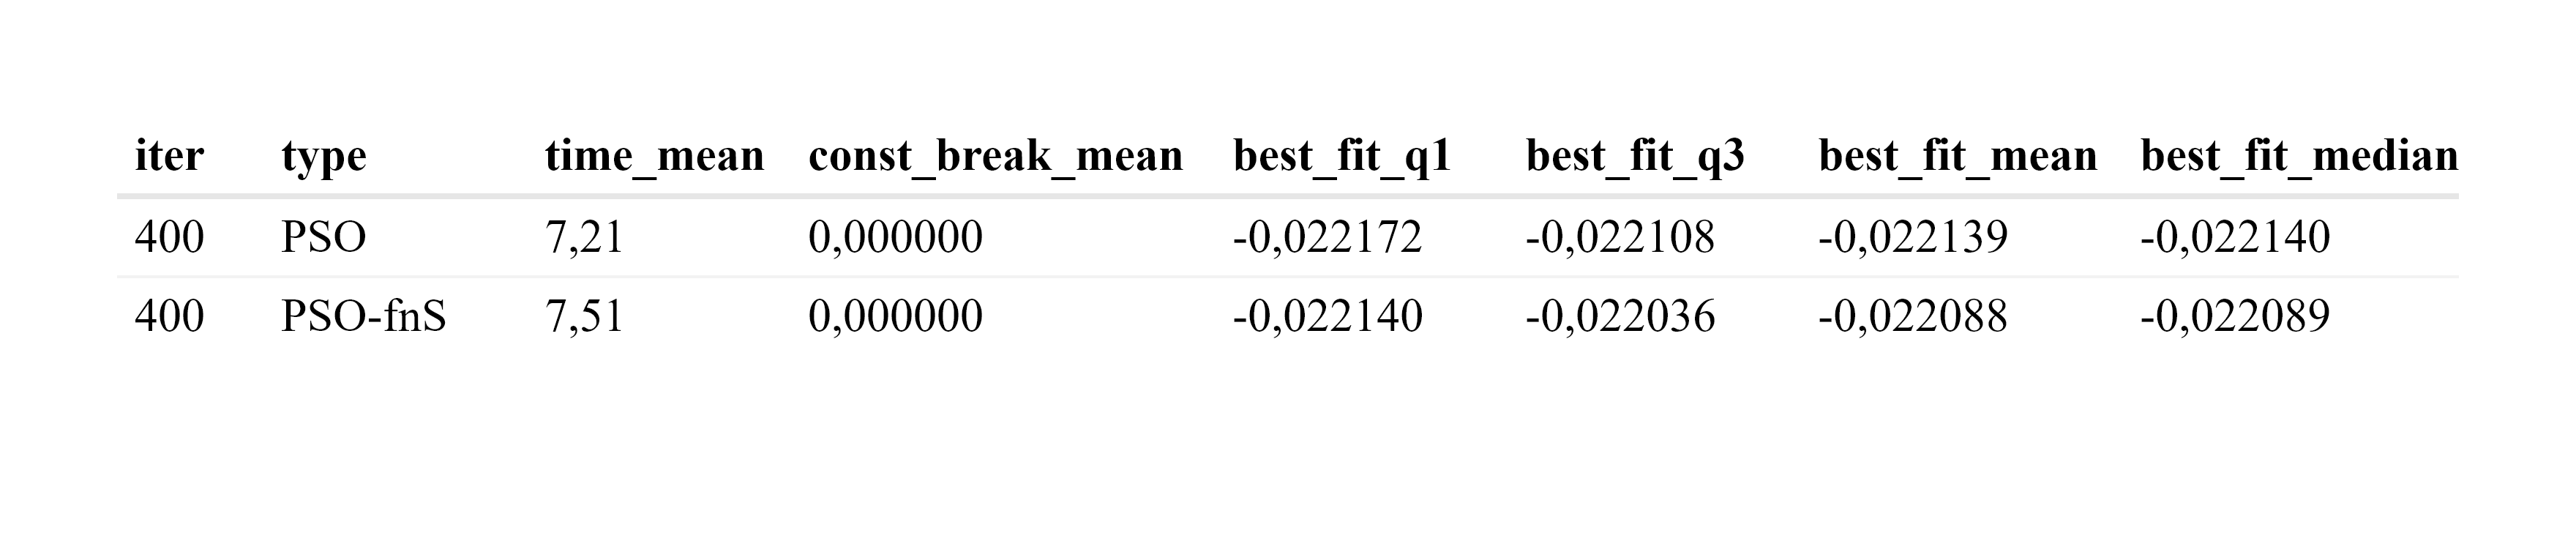 iter type time_mean const_break_mean best_fit_q1 best_fit_q3 best_fit_mean best_fit_median
400 PSO 7,21 0,000000 -0,022172 -0,022108 -0,022139 -0,022140
400 PSO-fnS 7,51 0,000000 -0,022140 -0,022036 -0,022088 -0,022089